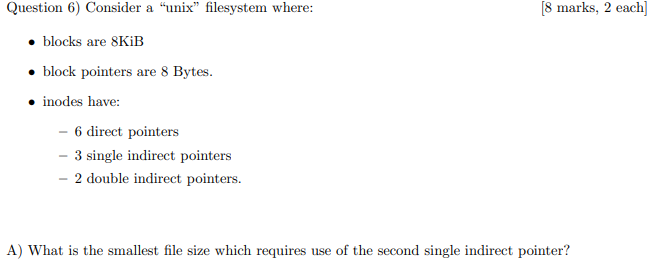 Question 6) Consider a “unix” filesystem where: [8 marks, 2 each]
• blocks are 8KiB
• block pointers are 8 Bytes.
• inodes have:
– 6 direct pointers
– 3 single indirect pointers
– 2 double indirect pointers.
A) What is the smallest file size which requires use of the second single indirect pointer?